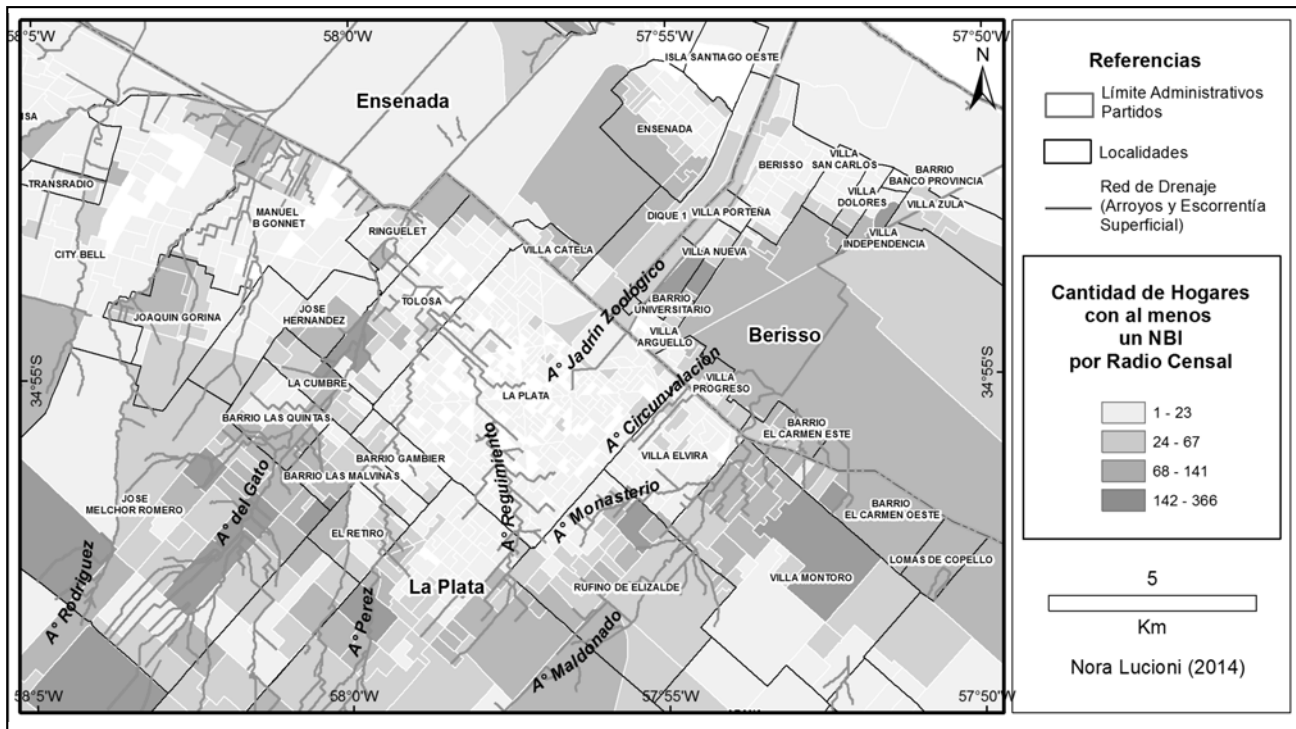 58°5'W
58°0'W
57°55'W
57°50'W
ISLA SANTIAGO OESTE
N
Ensenada
ENSENADA
ISA
TRANSRADIO
MANUEL
B GONNET
BERISSO
VILLA
SAN CARLOS
BARRIO
BANCO PROVINCIA
VILLA
DOLORES
VILLA ZULA
DIQUE 1
VILLA PORTEÑA
VILLA
INDEPENDENCIA
RINGUELET
CITY BELL
VILLA CATELA
VILLA NUEVA
TOLOSA
BARRIO
UNIVERSITARIO
JOAQUIN GORINA
JOSE
HERNANDEZ
A° Jadrín Zoológico
VILLA
ARGUELLO
Berisso
34°55'S
34°55'S
LA CUMBRE
LA PLATA
VILLA
PROGRESO
A° Circunvalación
BARRIO LAS QUINTAS
BARRIO
EL CARMEN ESTE
BARRIO GAMBIER
VILLA ELVIRA
BARRIO LAS MALVINAS
A° Reguimiento
A° del Gato
A° Monasterio
JOSE
MELCHOR ROMERO
EL RETIRO
BARRIO
EL CARMEN OESTE
LOMAS DE COPELLO
VILLA MONTORO
La Plata
RUFINO DE ELIZALDE
A° Rodriguez
A° Perez
A° Maldonado
58°5'W
58°0'W
57°55'W
57°50'W
Referencias
Límite Administrativos
Partidos
Localidades
Red de Drenaje
(Arroyos y Escorrentía
Superficial)
Cantidad de Hogares
con al menos
un NBI
por Radio Censal
1 - 23
24 - 67
68 - 141
142 - 366
5
Km
Nora Lucioni (2014)